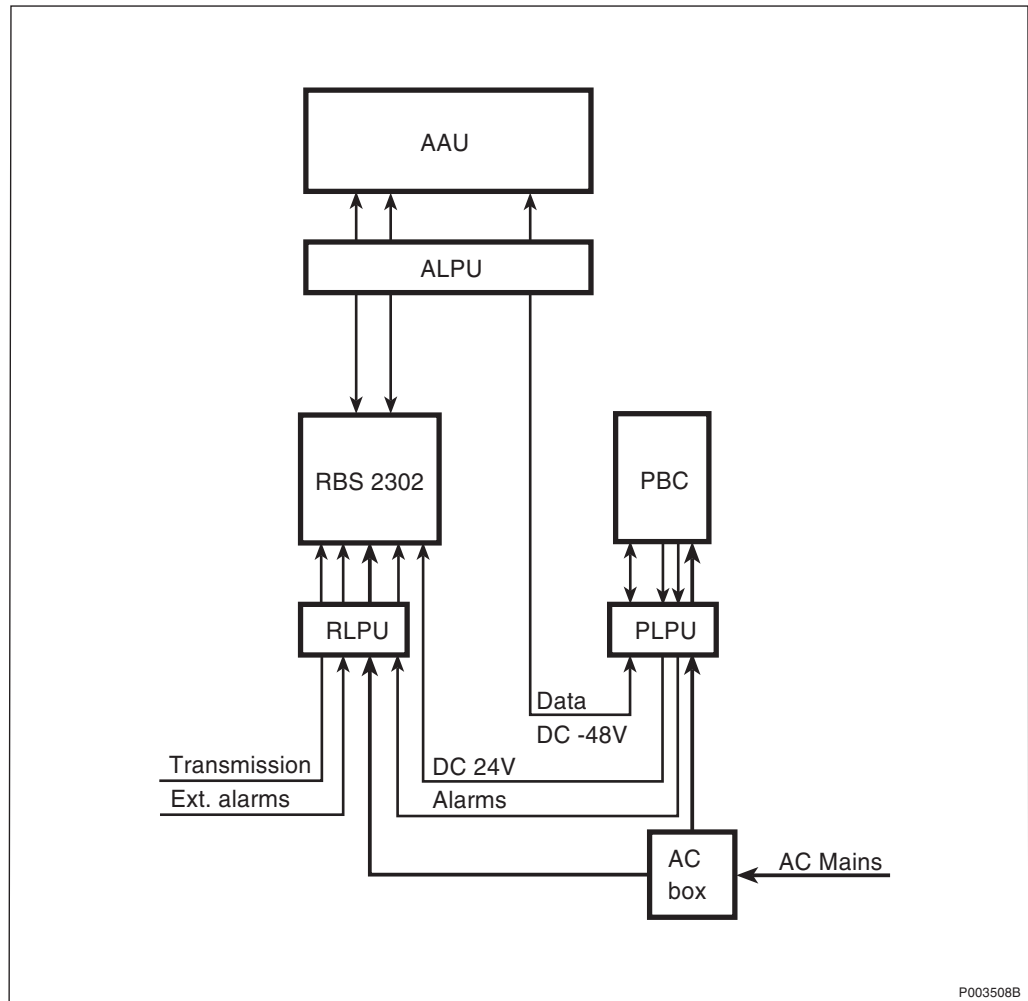 AAU
ALPU
RBS 2302
PBC
RLPU
PLPU
Data
DC -48V
Transmission
DC 24V
Ext. alarms
Alarms
AC
box
AC Mains
P003508B